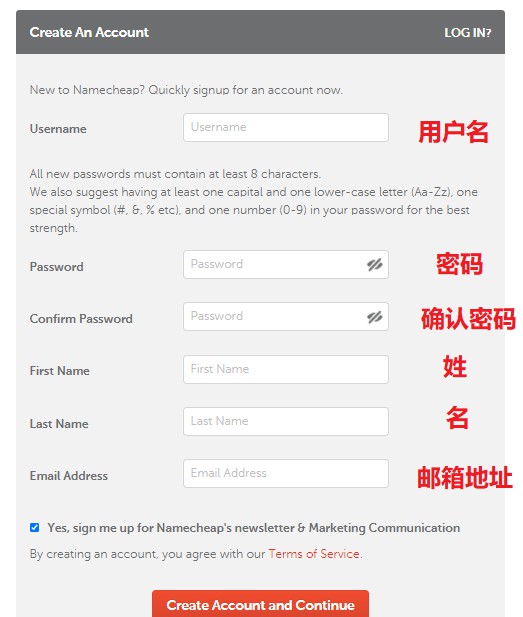 Create An Account LOG IN?
New to Namecheap? Quickly signup for an account now.
Username Username 用户名
All new passwords must contain at least 8 characters.
We also suggest having at least one capital and one lower-case letter (Aa-Zz), one
special symbol (#, &, % etc), and one number (0-9) in your password for the best
strength.
Password Password 密码
Confirm Password Password 确认密码
First Name First Name 姓
Last Name Last Name 名
Email Address Email Address 邮箱地址
Yes, sign me up for Namecheap's newsletter & Marketing Communication
By creating an account, you agree with our Terms of Service.
Create Account and Continue